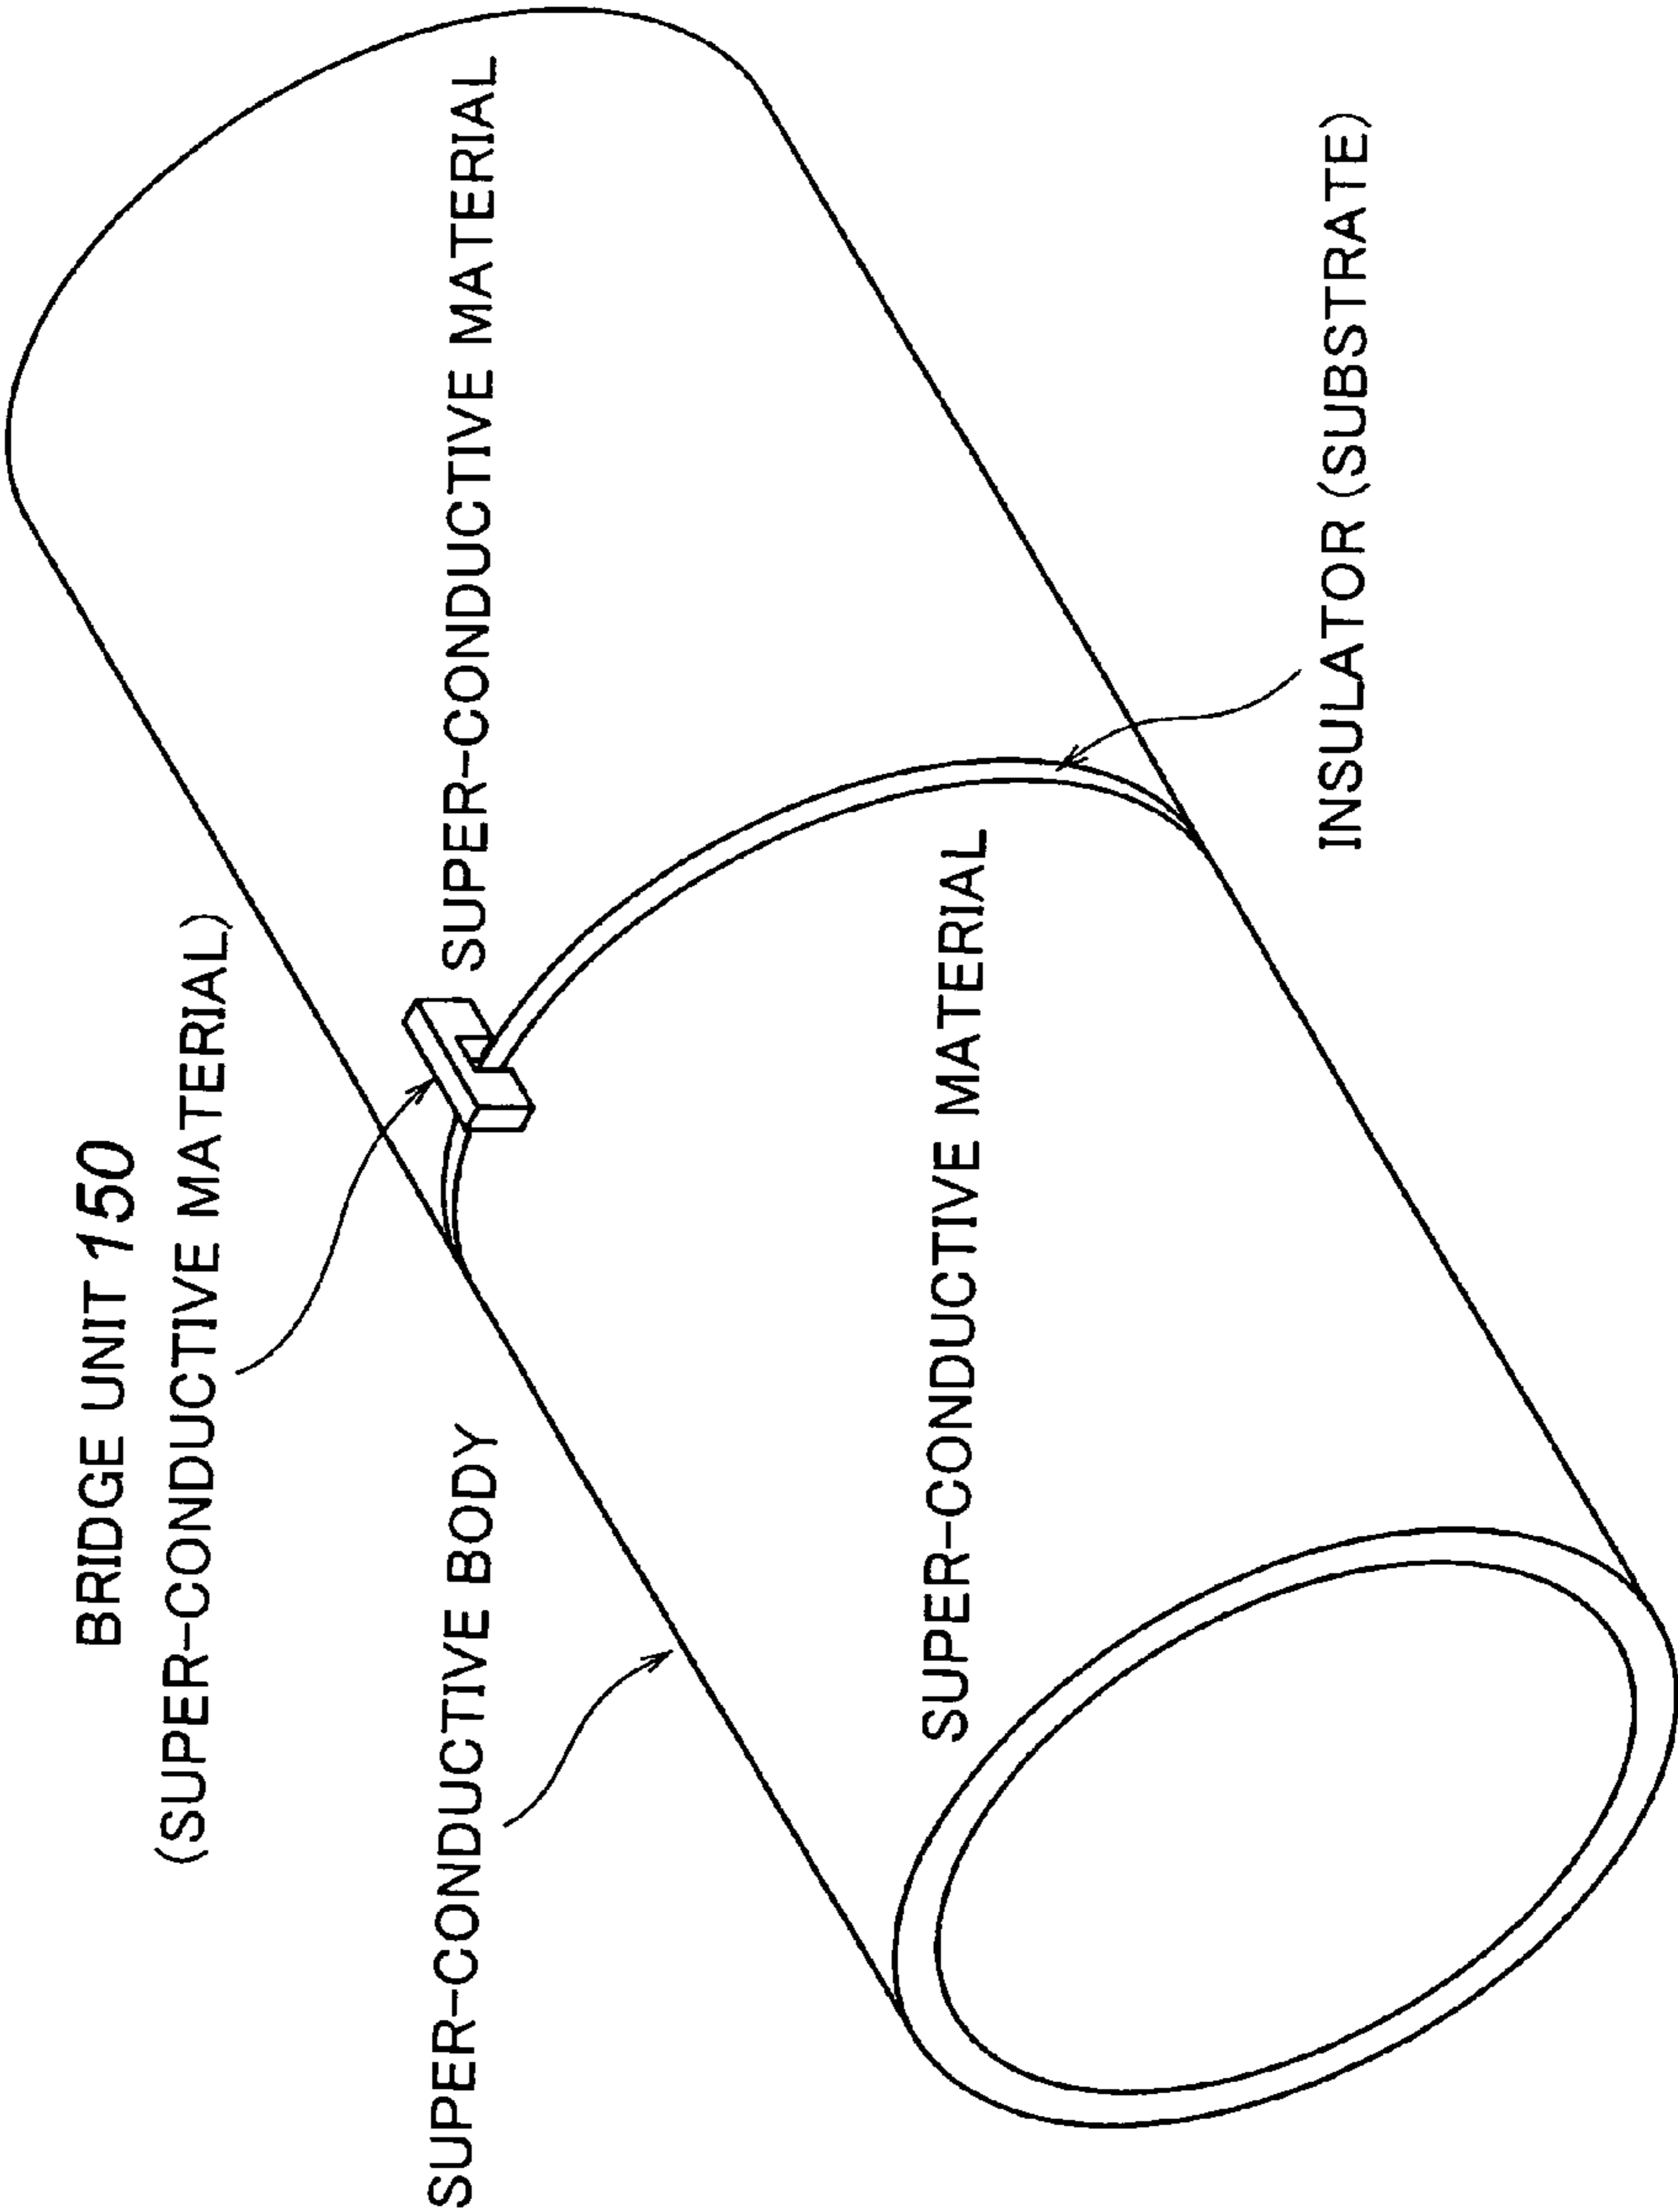 BRIDGE UNIT 150
(SUPER-CONDUCTIVE MATERIAL)
SUPER-CONDUCTIVE BODY
SUPER-CONDUCTIVE MATERIAL
SUPER-CONDUCTIVE MATERIAL
INSULATOR (SUBSTRATE)